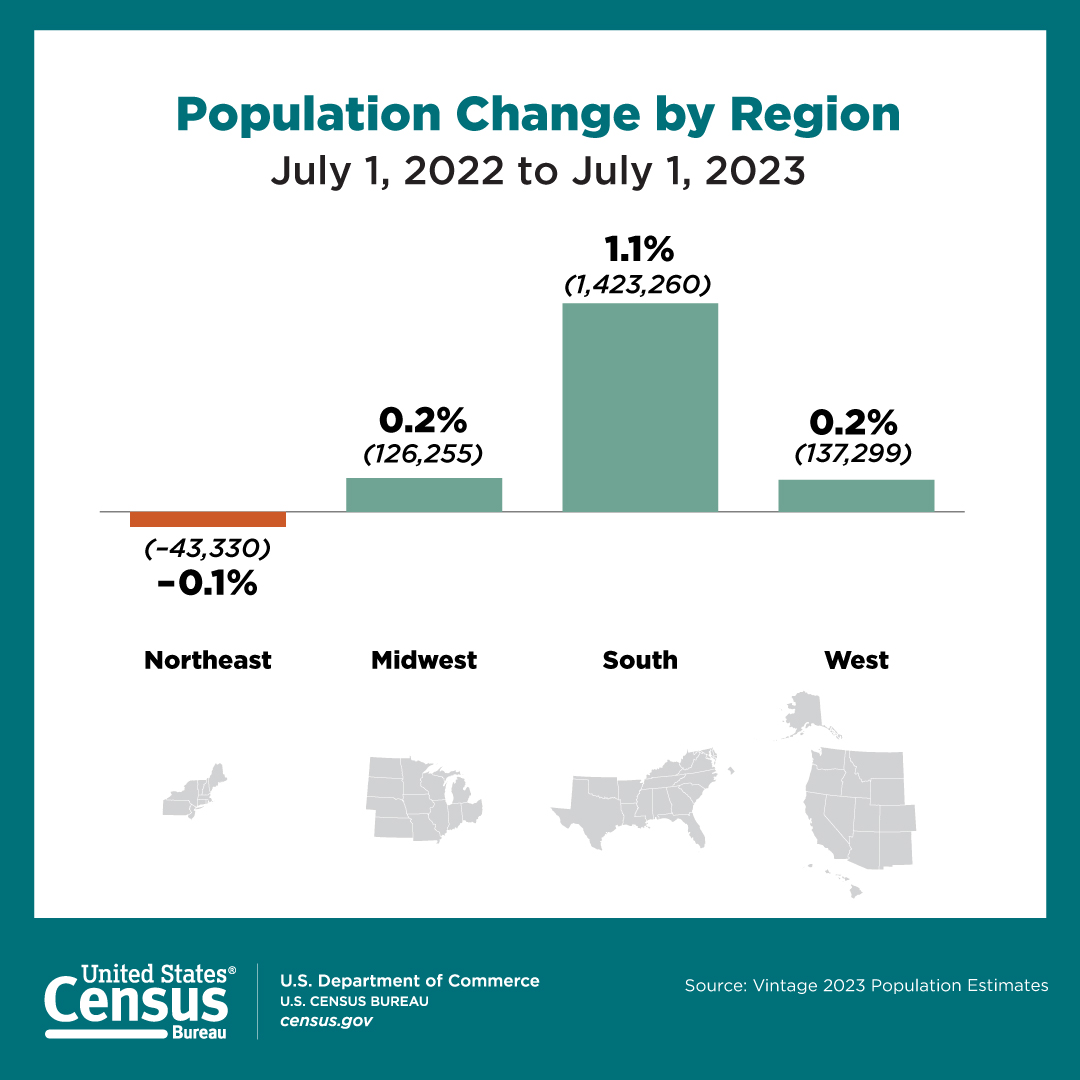 Population Change by Region
July 1, 2022 to July 1, 2023
1.1%
(1,423,260)
0.2%
(126,255)
0.2%
(137,299)
(–43,330)
–0.1%
Northeast
Midwest
South
West
United States®
Census
Bureau
U.S. Department of Commerce
U.S. CENSUS BUREAU
census.gov
Source: Vintage 2023 Population Estimates